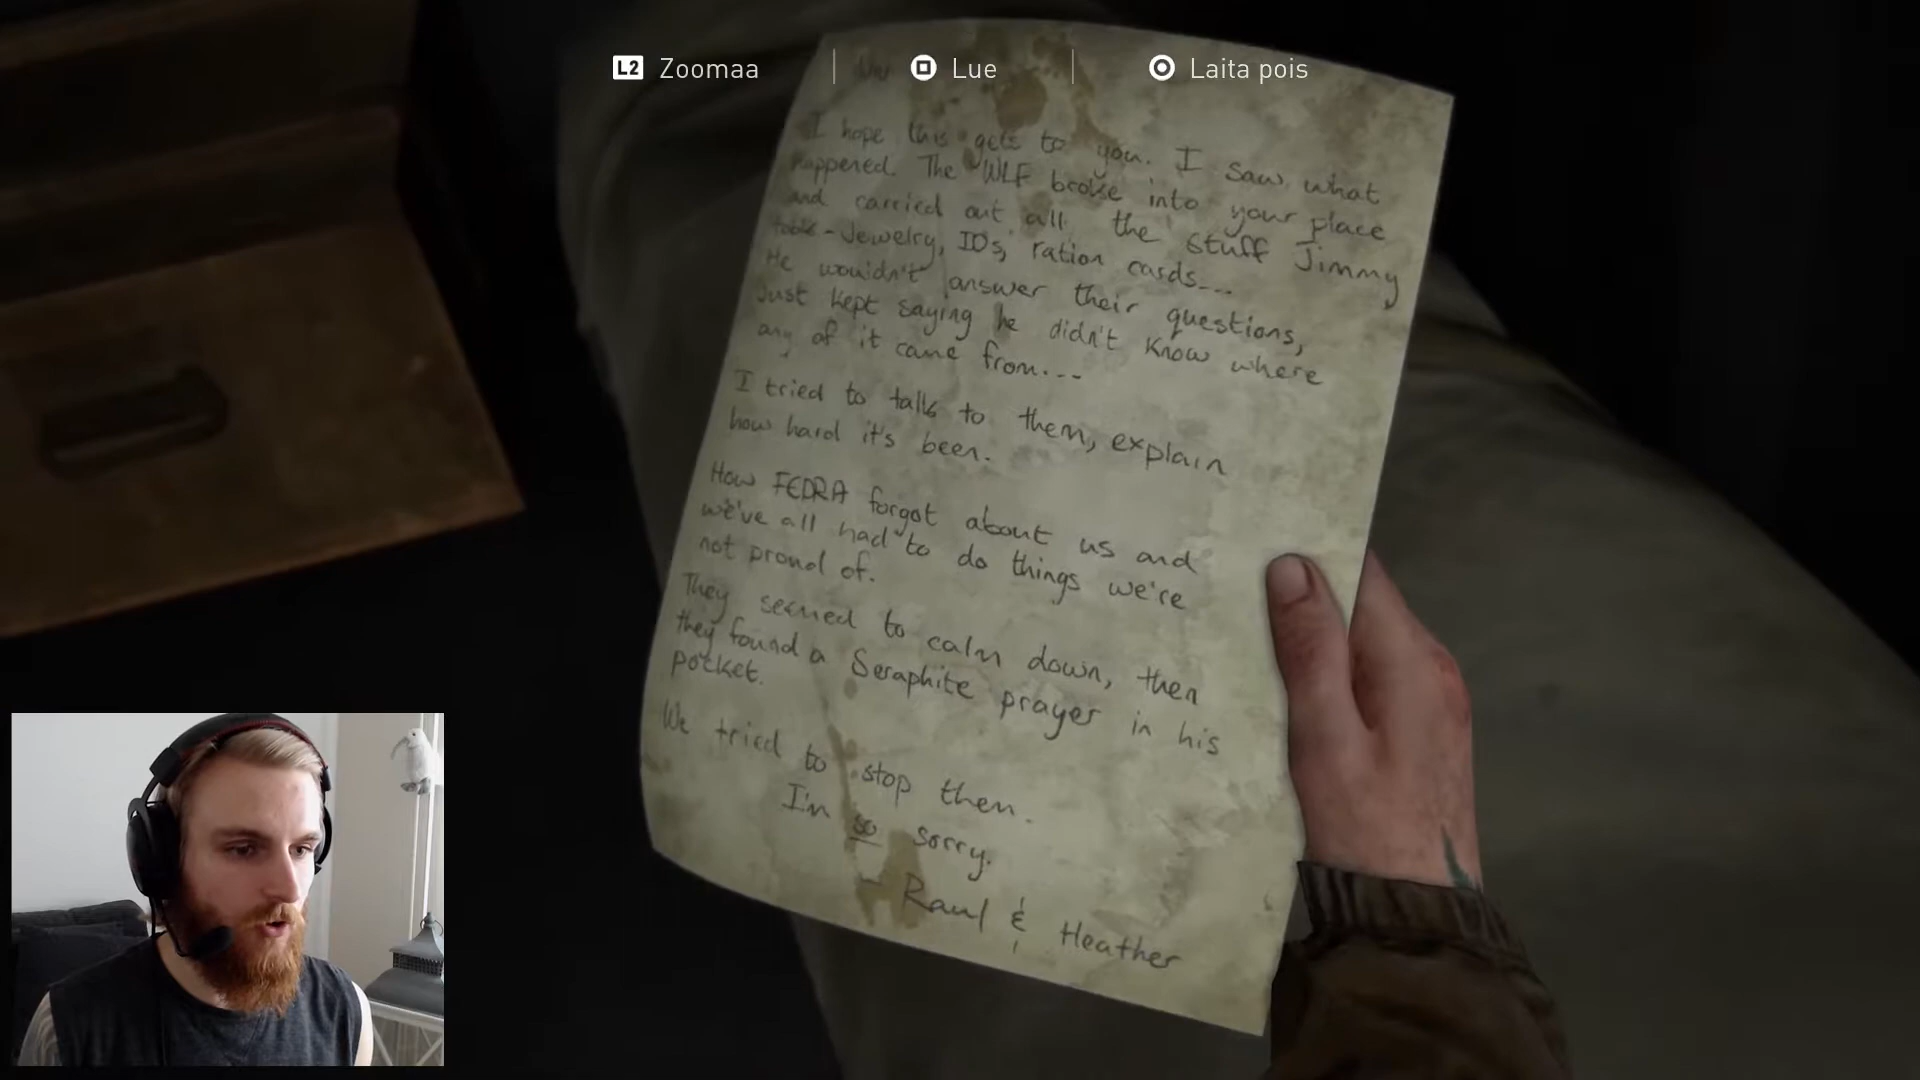 L2 Zoomaa Lue Laita pois
I hope this gets to you. I saw what
happened. The WLF broke into your place
and carried out all the stuff Jimmy
took - Jewelry, IDs, ration cards...
He wouldn't answer their questions,
Just kept saying he didn't know where
any of it came from...
I tried to talk to them, explain
how hard it's been.
How FEDRA forgot about us and
we've all had to do things we're
not proud of.
They seemed to calm down, then
they found a Seraphite prayer in his
pocket.
We tried to stop them.
I'm so sorry.
- Raul & Heather